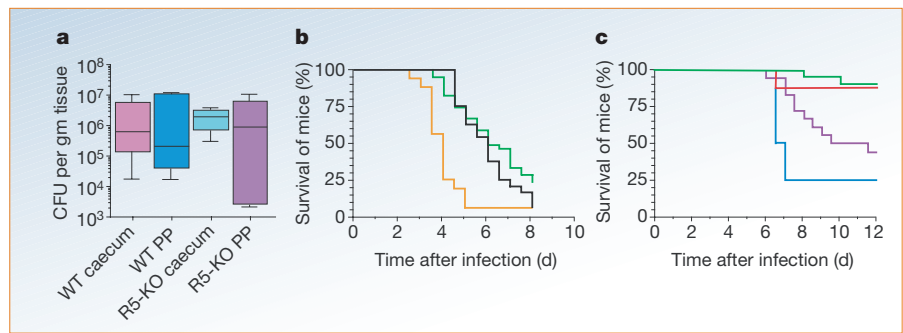 a
CFU per gm tissue
10⁸
10⁷
10⁶
10⁵
10⁴
10³
WT caecum
WT PP
R5-KO caecum
R5-KO PP
b
Survival of mice (%)
100
75
50
25
0
0 2 4 6 8 10
Time after infection (d)
c
Survival of mice (%)
100
75
50
25
0
0 2 4 6 8 10 12
Time after infection (d)